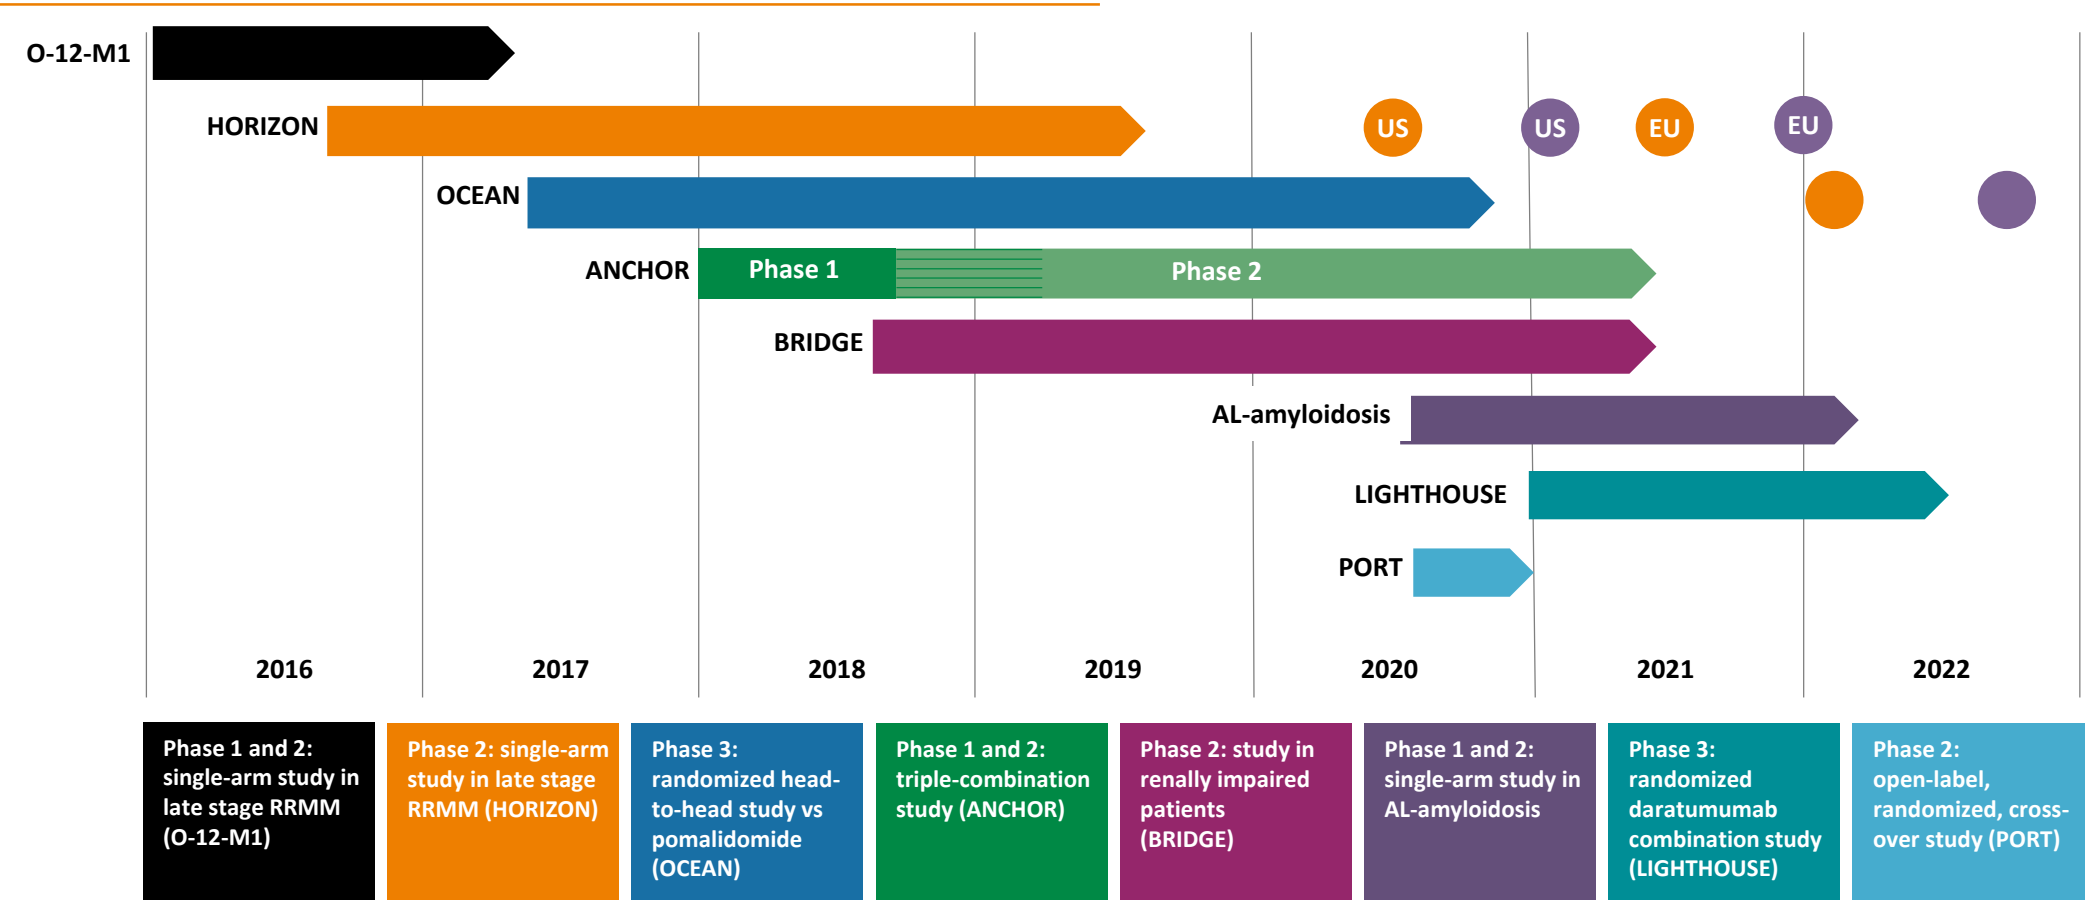 O-12-M1
HORIZON
US
US
EU
EU
OCEAN
ANCHOR
Phase 1
Phase 2
BRIDGE
AL-amyloidosis
LIGHTHOUSE
PORT
2016
2017
2018
2019
2020
2021
2022
Phase 1 and 2:
single-arm study in
late stage RRMM
(O-12-M1)
Phase 2: single-arm
study in late stage
RRMM (HORIZON)
Phase 3:
randomized head-
to-head study vs
pomalidomide
(OCEAN)
Phase 1 and 2:
triple-combination
study (ANCHOR)
Phase 2: study in
renally impaired
patients
(BRIDGE)
Phase 1 and 2:
single-arm study in
AL-amyloidosis
Phase 3:
randomized
daratumumab
combination study
(LIGHTHOUSE)
Phase 2:
open-label,
randomized, cross-
over study (PORT)